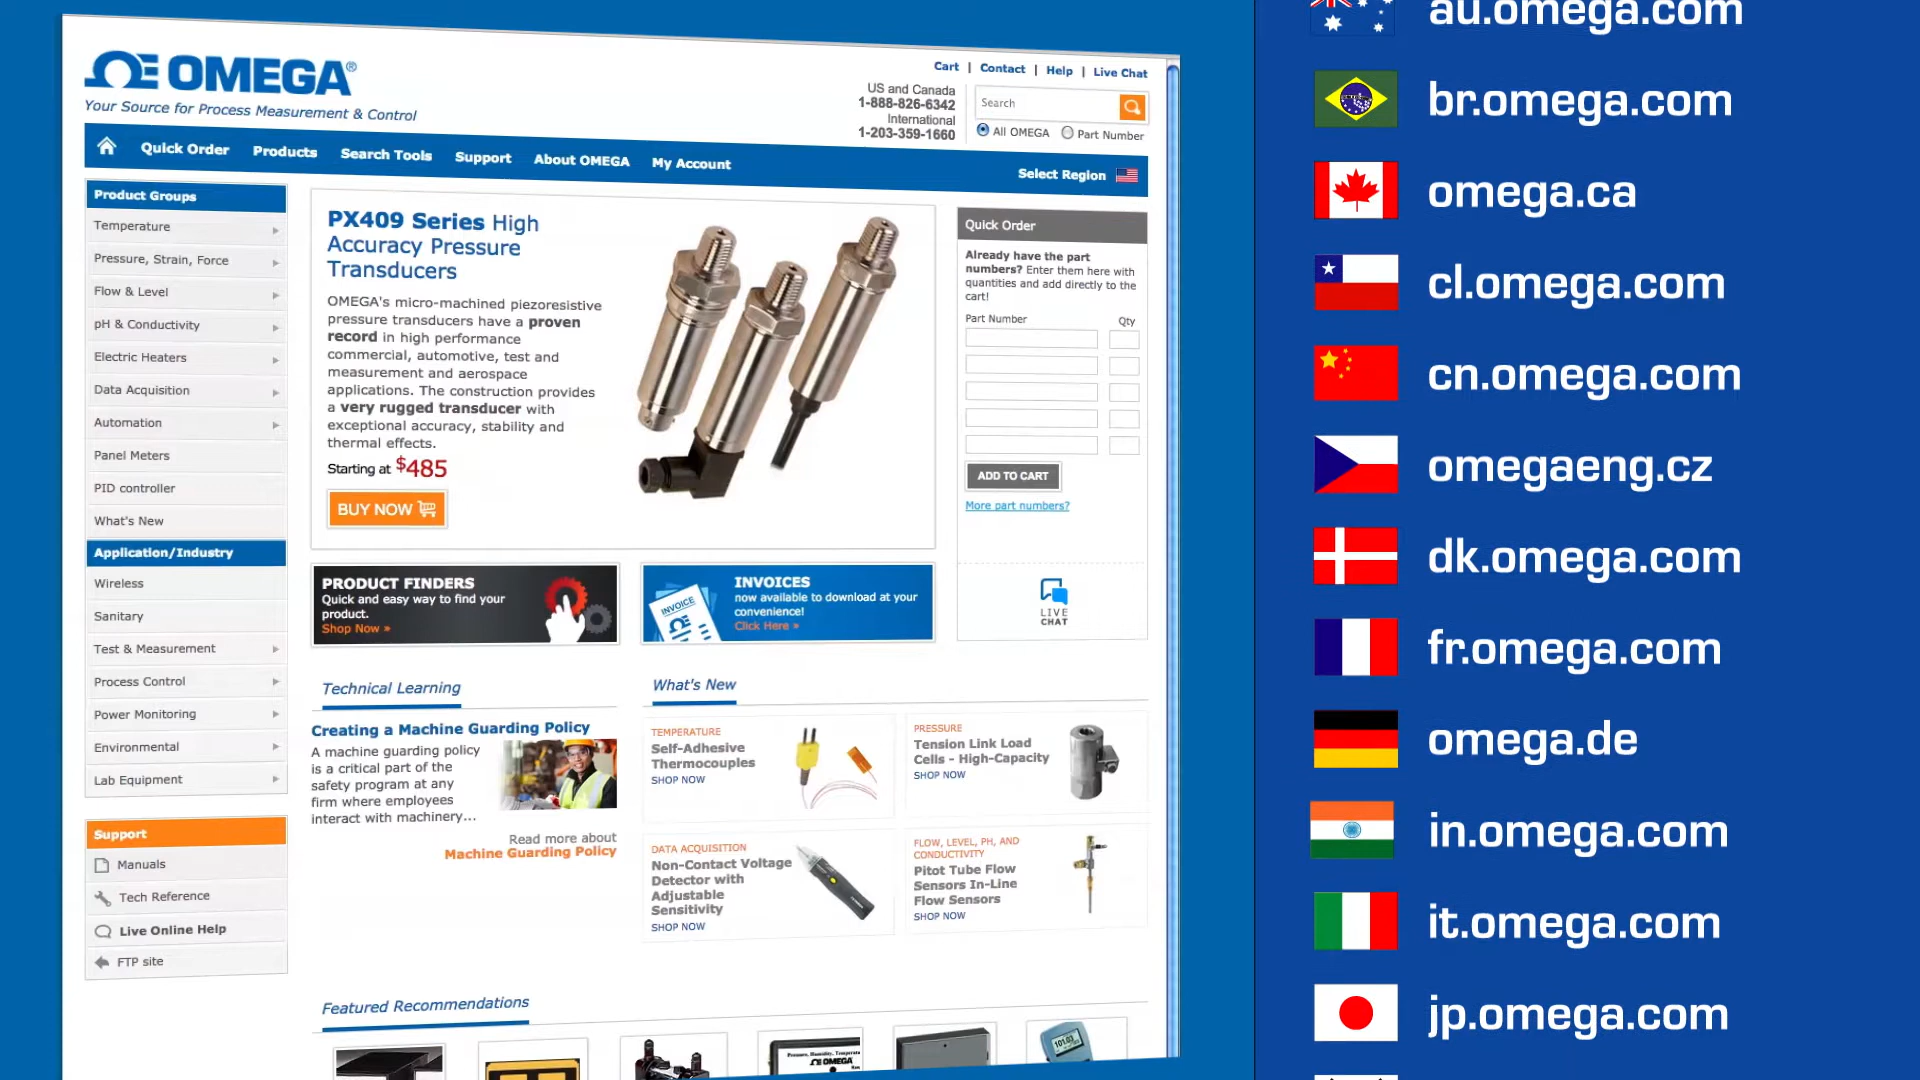 OMEGA®
Your Source for Process Measurement & Control
Cart | Contact | Help | Live Chat
US and Canada
1-888-826-6342
International
1-203-359-1660
Search
All OMEGA Part Number
Quick Order Products Search Tools Support About OMEGA My Account
Select Region
Product Groups
Temperature
Pressure, Strain, Force
Flow & Level
pH & Conductivity
Electric Heaters
Data Acquisition
Automation
Panel Meters
PID controller
What's New
Application/Industry
Wireless
Sanitary
Test & Measurement
Process Control
Power Monitoring
Environmental
Lab Equipment
Support
Manuals
Tech Reference
Live Online Help
FTP site
PX409 Series High
Accuracy Pressure
Transducers
OMEGA's micro-machined piezoresistive
pressure transducers have a proven
record in high performance
commercial, automotive, test and
measurement and aerospace
applications. The construction provides
a very rugged transducer with
exceptional accuracy, stability and
thermal effects.
Starting at $485
BUY NOW
Quick Order
Already have the part
numbers? Enter them here with
quantities and add directly to the
cart!
Part Number Qty
ADD TO CART
More part numbers?
LIVE
CHAT
PRODUCT FINDERS
Quick and easy way to find your
product.
Shop Now »
INVOICE
INVOICES
now available to download at your
convenience!
Click Here »
Technical Learning
Creating a Machine Guarding Policy
A machine guarding policy
is a critical part of the
safety program at any
firm where employees
interact with machinery...
Read more about
Machine Guarding Policy
What's New
TEMPERATURE
Self-Adhesive
Thermocouples
SHOP NOW
PRESSURE
Tension Link Load
Cells - High-Capacity
SHOP NOW
DATA ACQUISITION
Non-Contact Voltage
Detector with
Adjustable
Sensitivity
SHOP NOW
FLOW, LEVEL, PH, AND
CONDUCTIVITY
Pitot Tube Flow
Sensors In-Line
Flow Sensors
SHOP NOW
Featured Recommendations
OMEGA
au.omega.com
br.omega.com
omega.ca
cl.omega.com
cn.omega.com
omegaeng.cz
dk.omega.com
fr.omega.com
omega.de
in.omega.com
it.omega.com
jp.omega.com